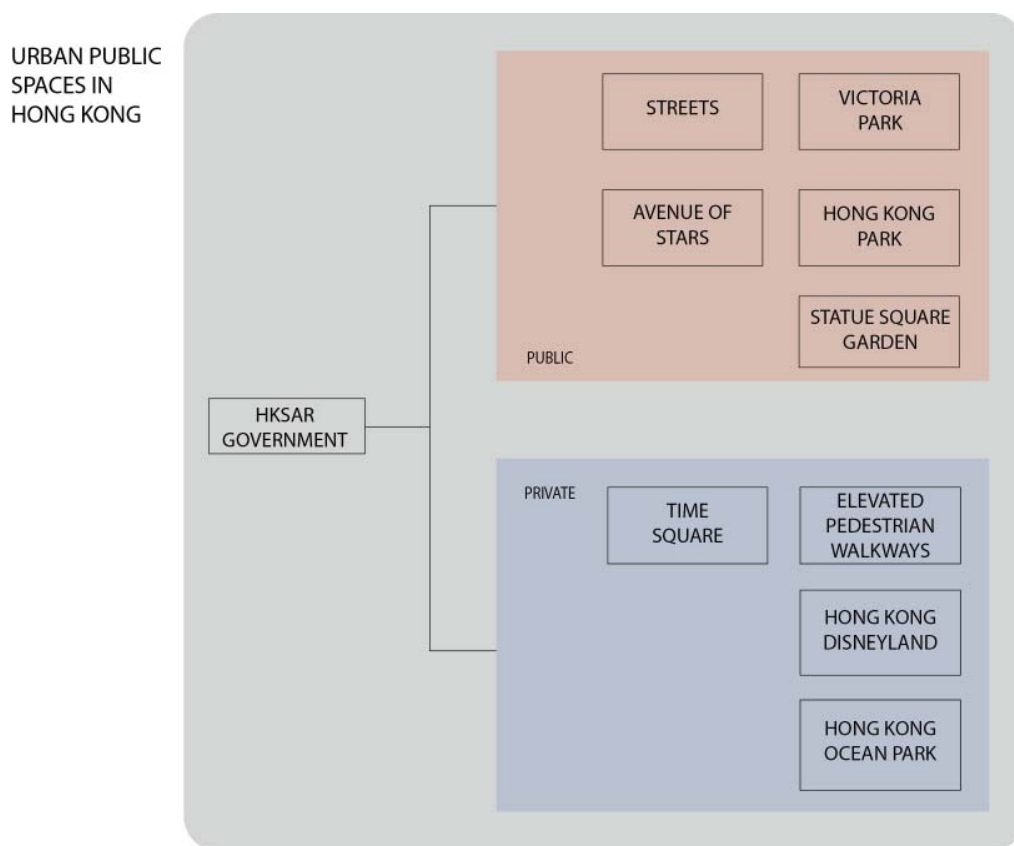 URBAN PUBLIC
SPACES IN
HONG KONG
STREETS
VICTORIA
PARK
AVENUE OF
STARS
HONG KONG
PARK
STATUE SQUARE
GARDEN
PUBLIC
HKSAR
GOVERNMENT
PRIVATE
TIME
SQUARE
ELEVATED
PEDESTRIAN
WALKWAYS
HONG KONG
DISNEYLAND
HONG KONG
OCEAN PARK